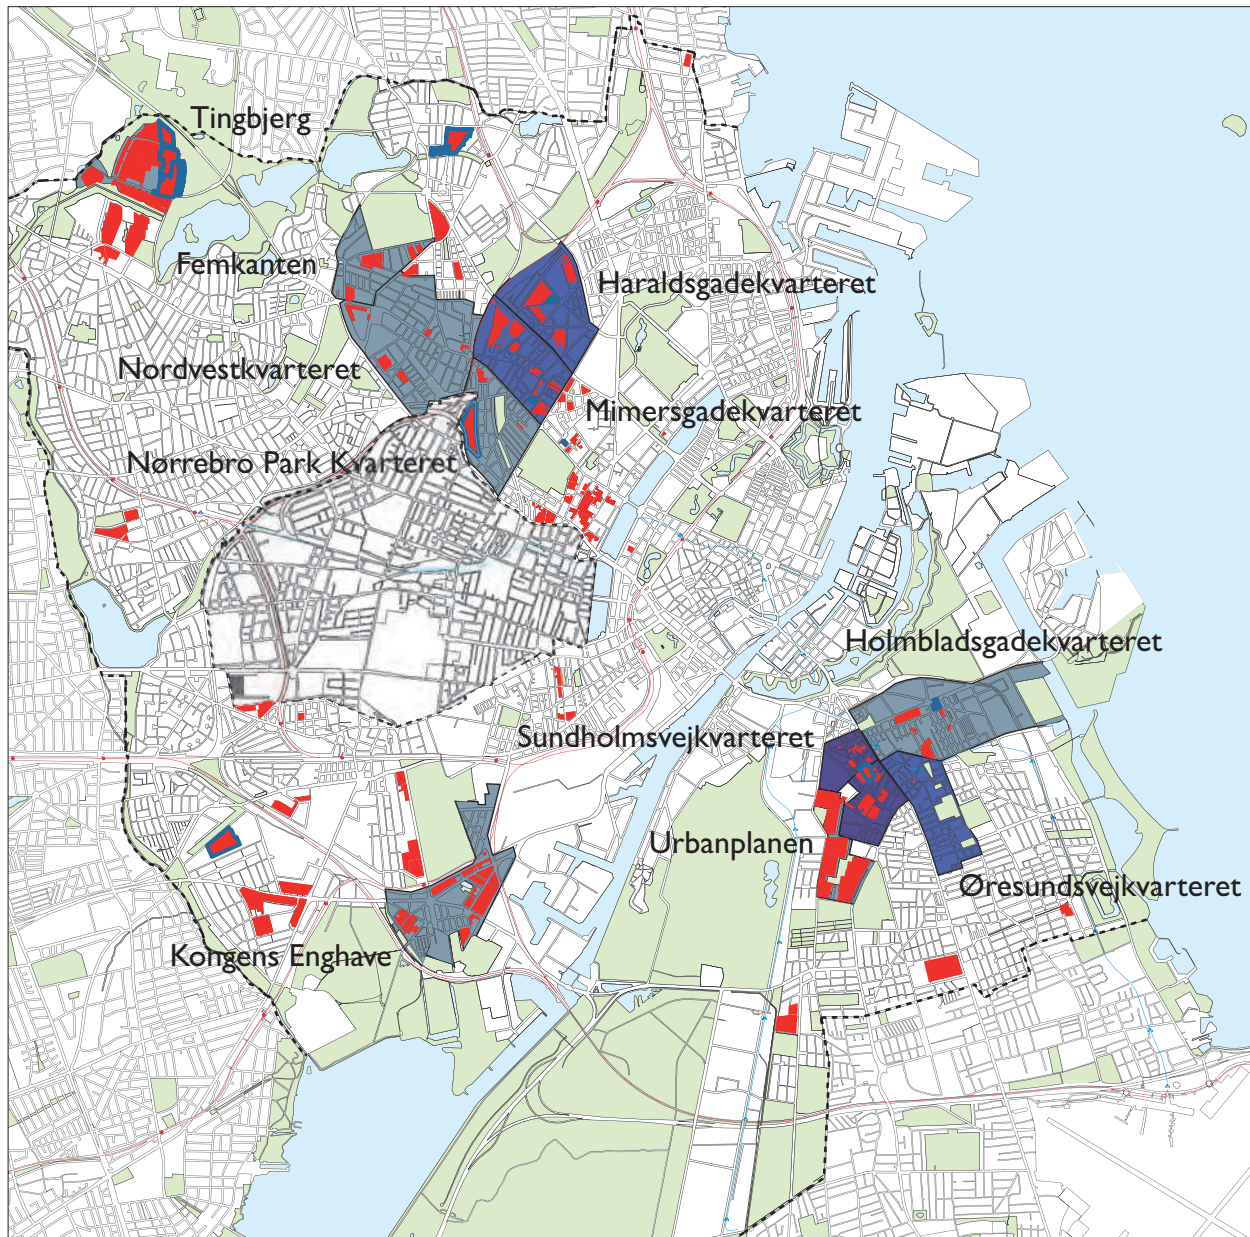 Tingbjerg
Femkanten
Haraldsgadekvarteret
Nordvestkvarteret
Mimersgadekvarteret
Nørrebro Park Kvarteret
Holmbladsgadekvarteret
Sundholmsvejkvarteret
Urbanplanen
Øresundsvejkvarteret
Kongens Enghave